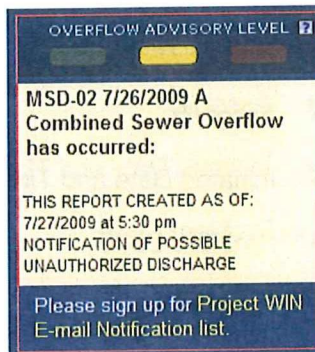 OVERFLOW ADVISORY LEVEL ?
MSD-02 7/26/2009 A
Combined Sewer Overflow
has occurred:
THIS REPORT CREATED AS OF:
7/27/2009 at 5:30 pm
NOTIFICATION OF POSSIBLE
UNAUTHORIZED DISCHARGE
Please sign up for Project WIN
E-mail Notification list.